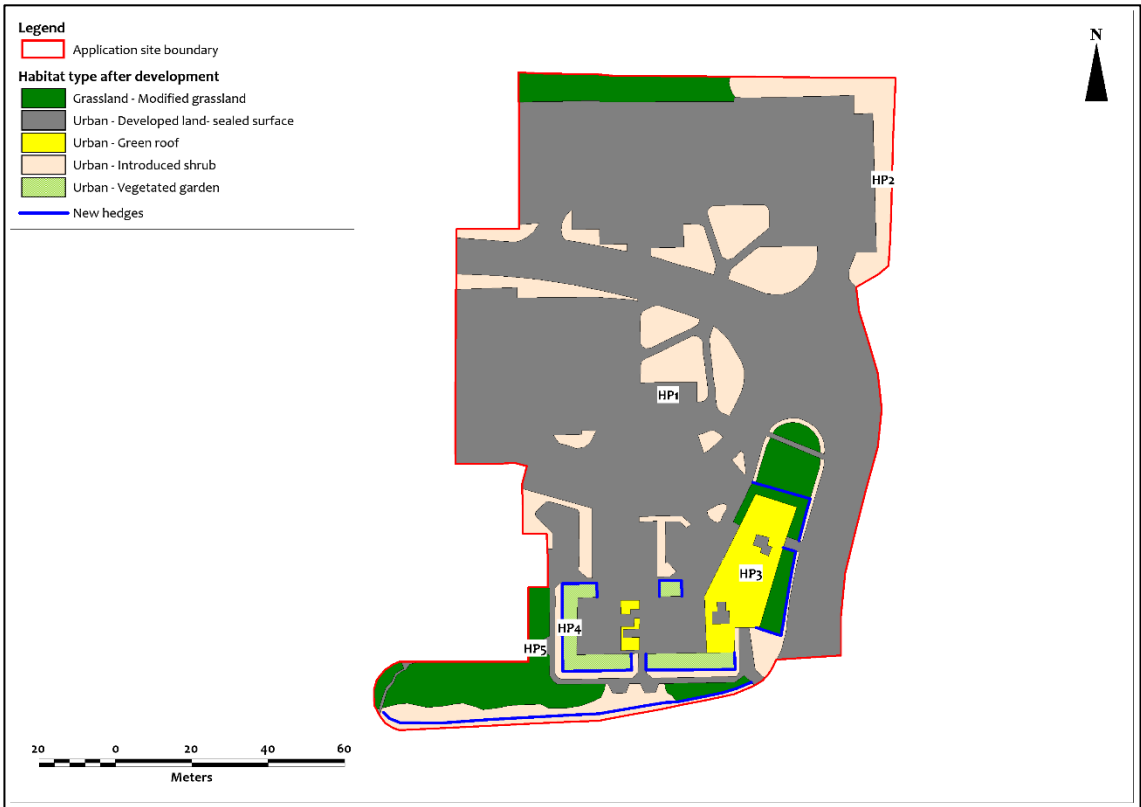 Legend
Application site boundary
Habitat type after development
Grassland - Modified grassland
Urban - Developed land- sealed surface
Urban - Green roof
Urban - Introduced shrub
Urban - Vegetated garden
New hedges
N
HP2
HP1
HP3
HP4
HP5
20 0 20 40 60
Meters